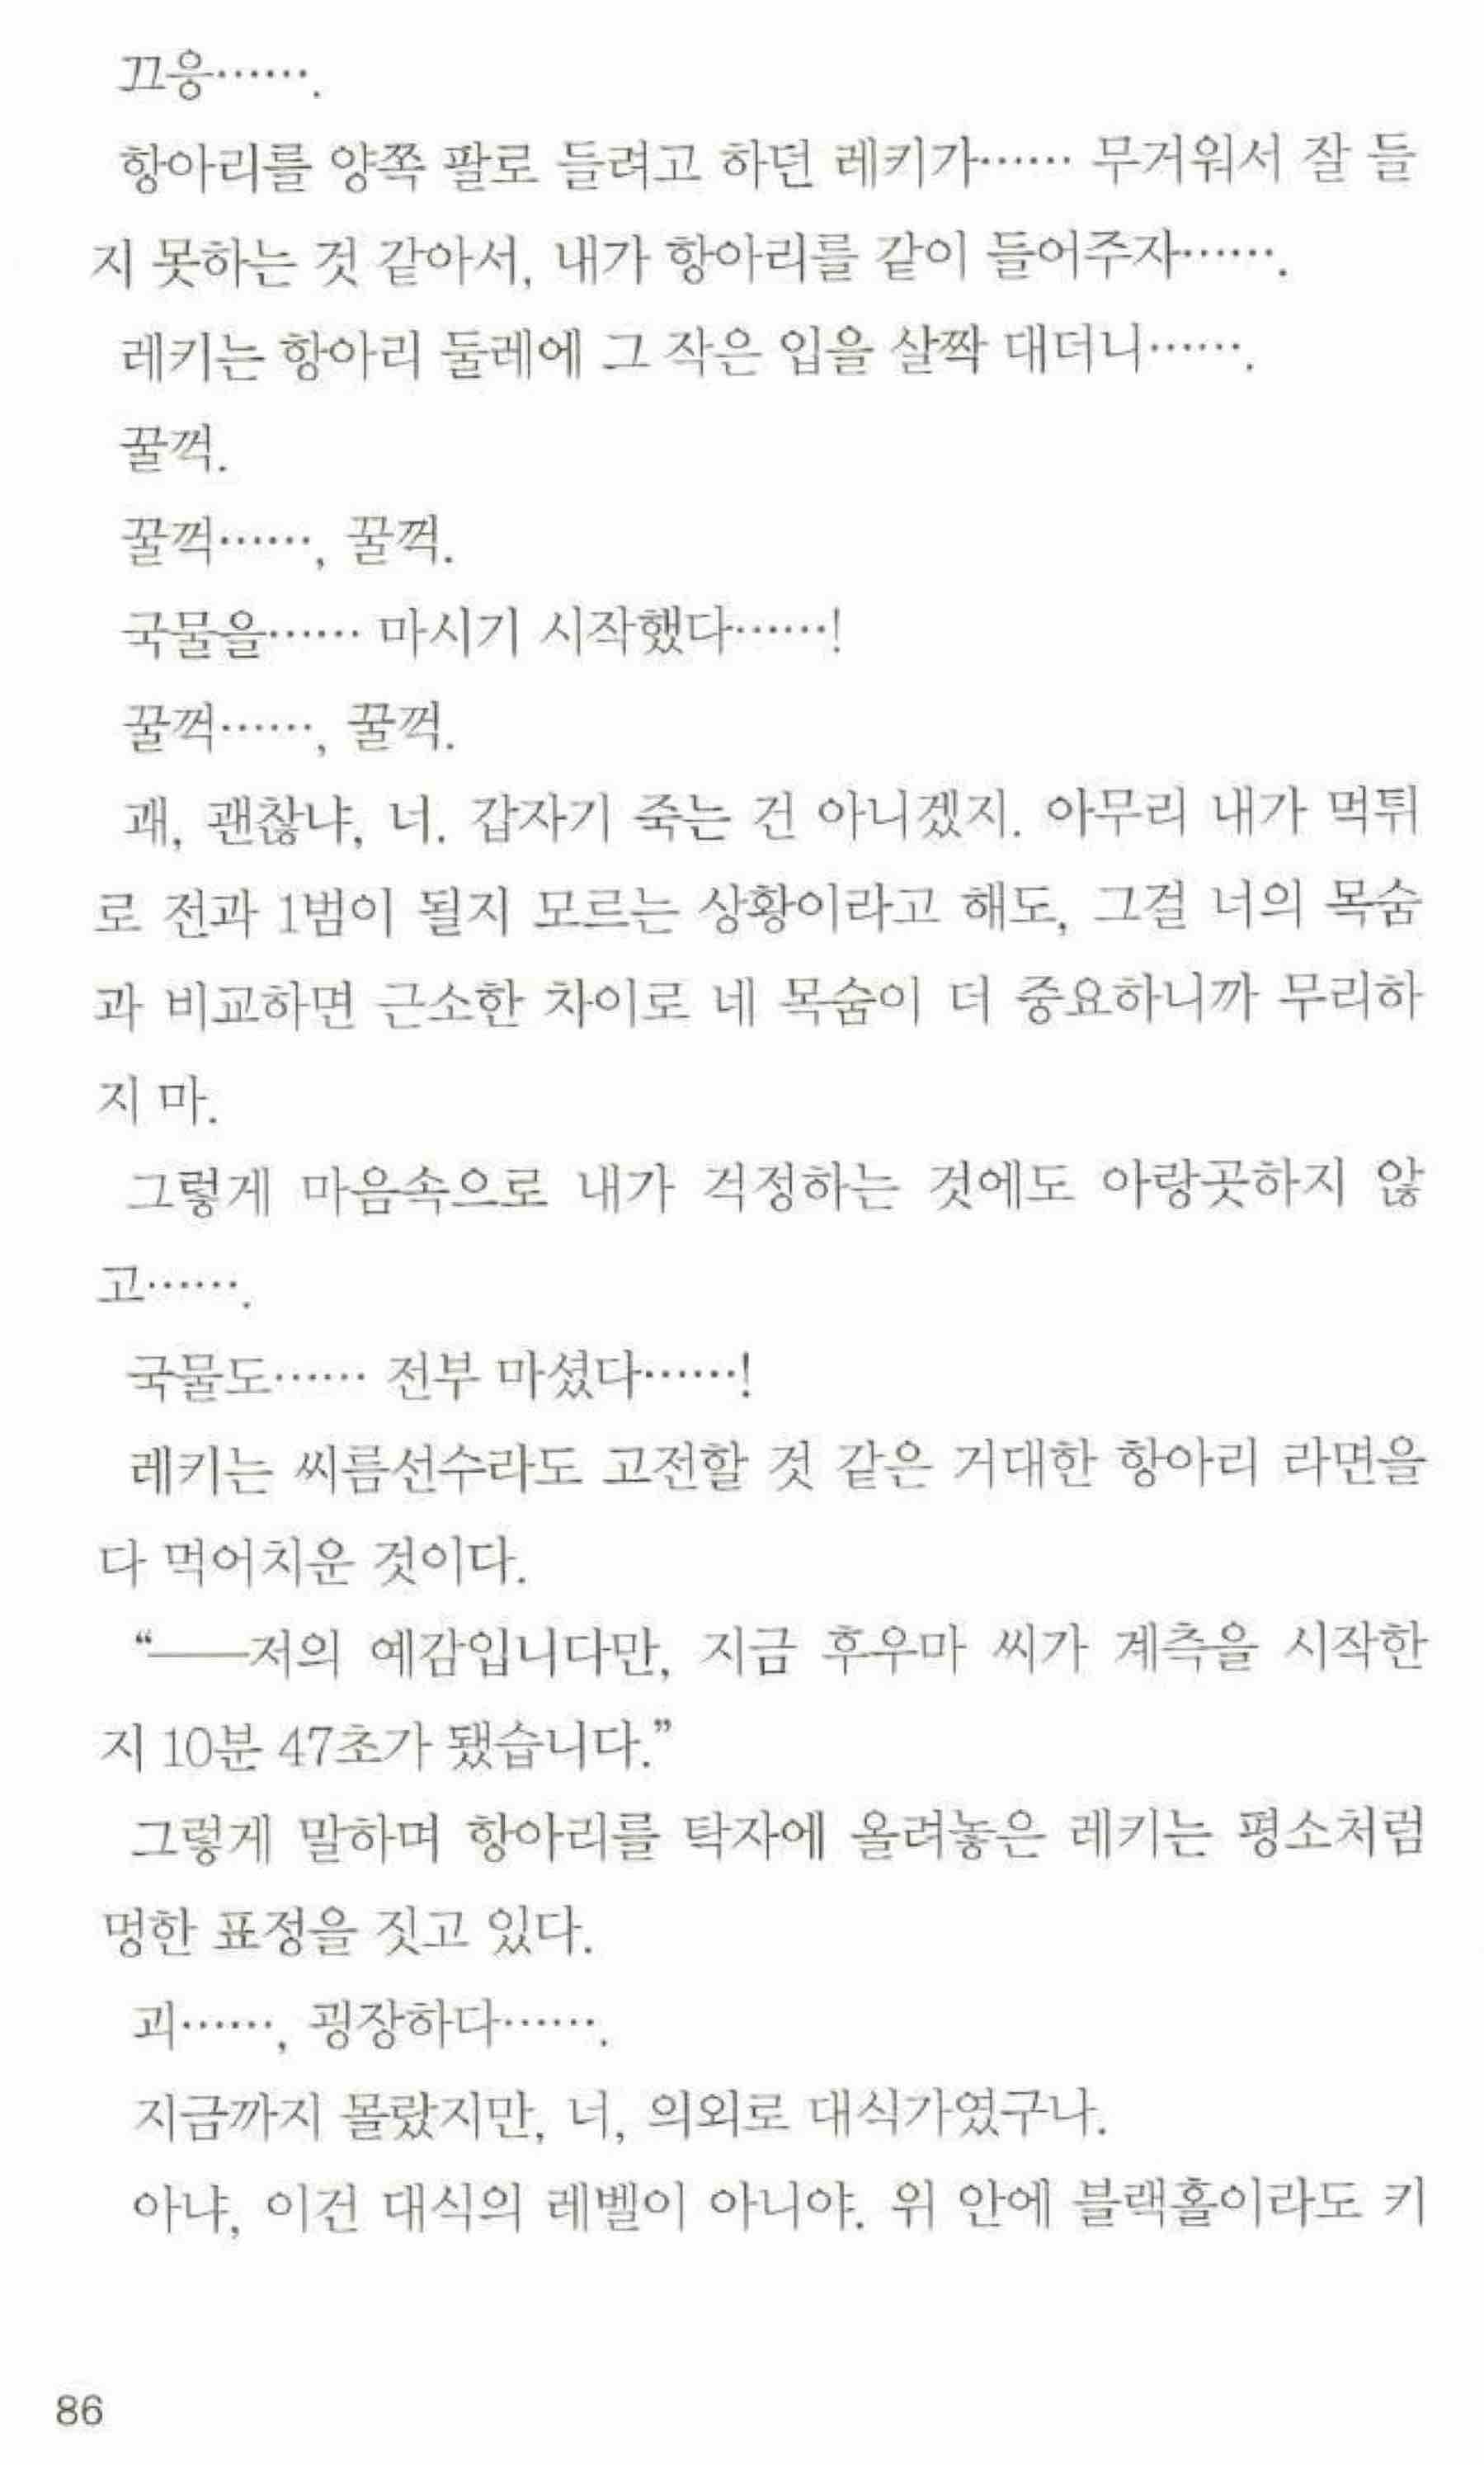 끄응…….
항아리를 양쪽 팔로 들려고 하던 레키가…… 무거워서 잘 들
지 못하는 것 같아서, 내가 항아리를 같이 들어주자…….
레키는 항아리 둘레에 그 작은 입을 살짝 대더니…….
꿀꺽.
꿀꺽……, 꿀꺽.
국물을…… 마시기 시작했다……!
꿀꺽……, 꿀꺽.
괘, 괜찮냐, 너. 갑자기 죽는 건 아니겠지. 아무리 내가 먹튀
로 전과 1범이 될지 모르는 상황이라고 해도, 그걸 너의 목숨
과 비교하면 근소한 차이로 네 목숨이 더 중요하니까 무리하
지 마.
그렇게 마음속으로 내가 걱정하는 것에도 아랑곳하지 않
고…….
국물도…… 전부 마셨다……!
레키는 씨름선수라도 고전할 것 같은 거대한 항아리 라면을
다 먹어치운 것이다.
“──저의 예감입니다만, 지금 후우마 씨가 계측을 시작한
지 10분 47초가 됐습니다.”
그렇게 말하며 항아리를 탁자에 올려놓은 레키는 평소처럼
멍한 표정을 짓고 있다.
괴……, 굉장하다…….
지금까지 몰랐지만, 너, 의외로 대식가였구나.
아냐, 이건 대식의 레벨이 아니야. 위 안에 블랙홀이라도 키
86